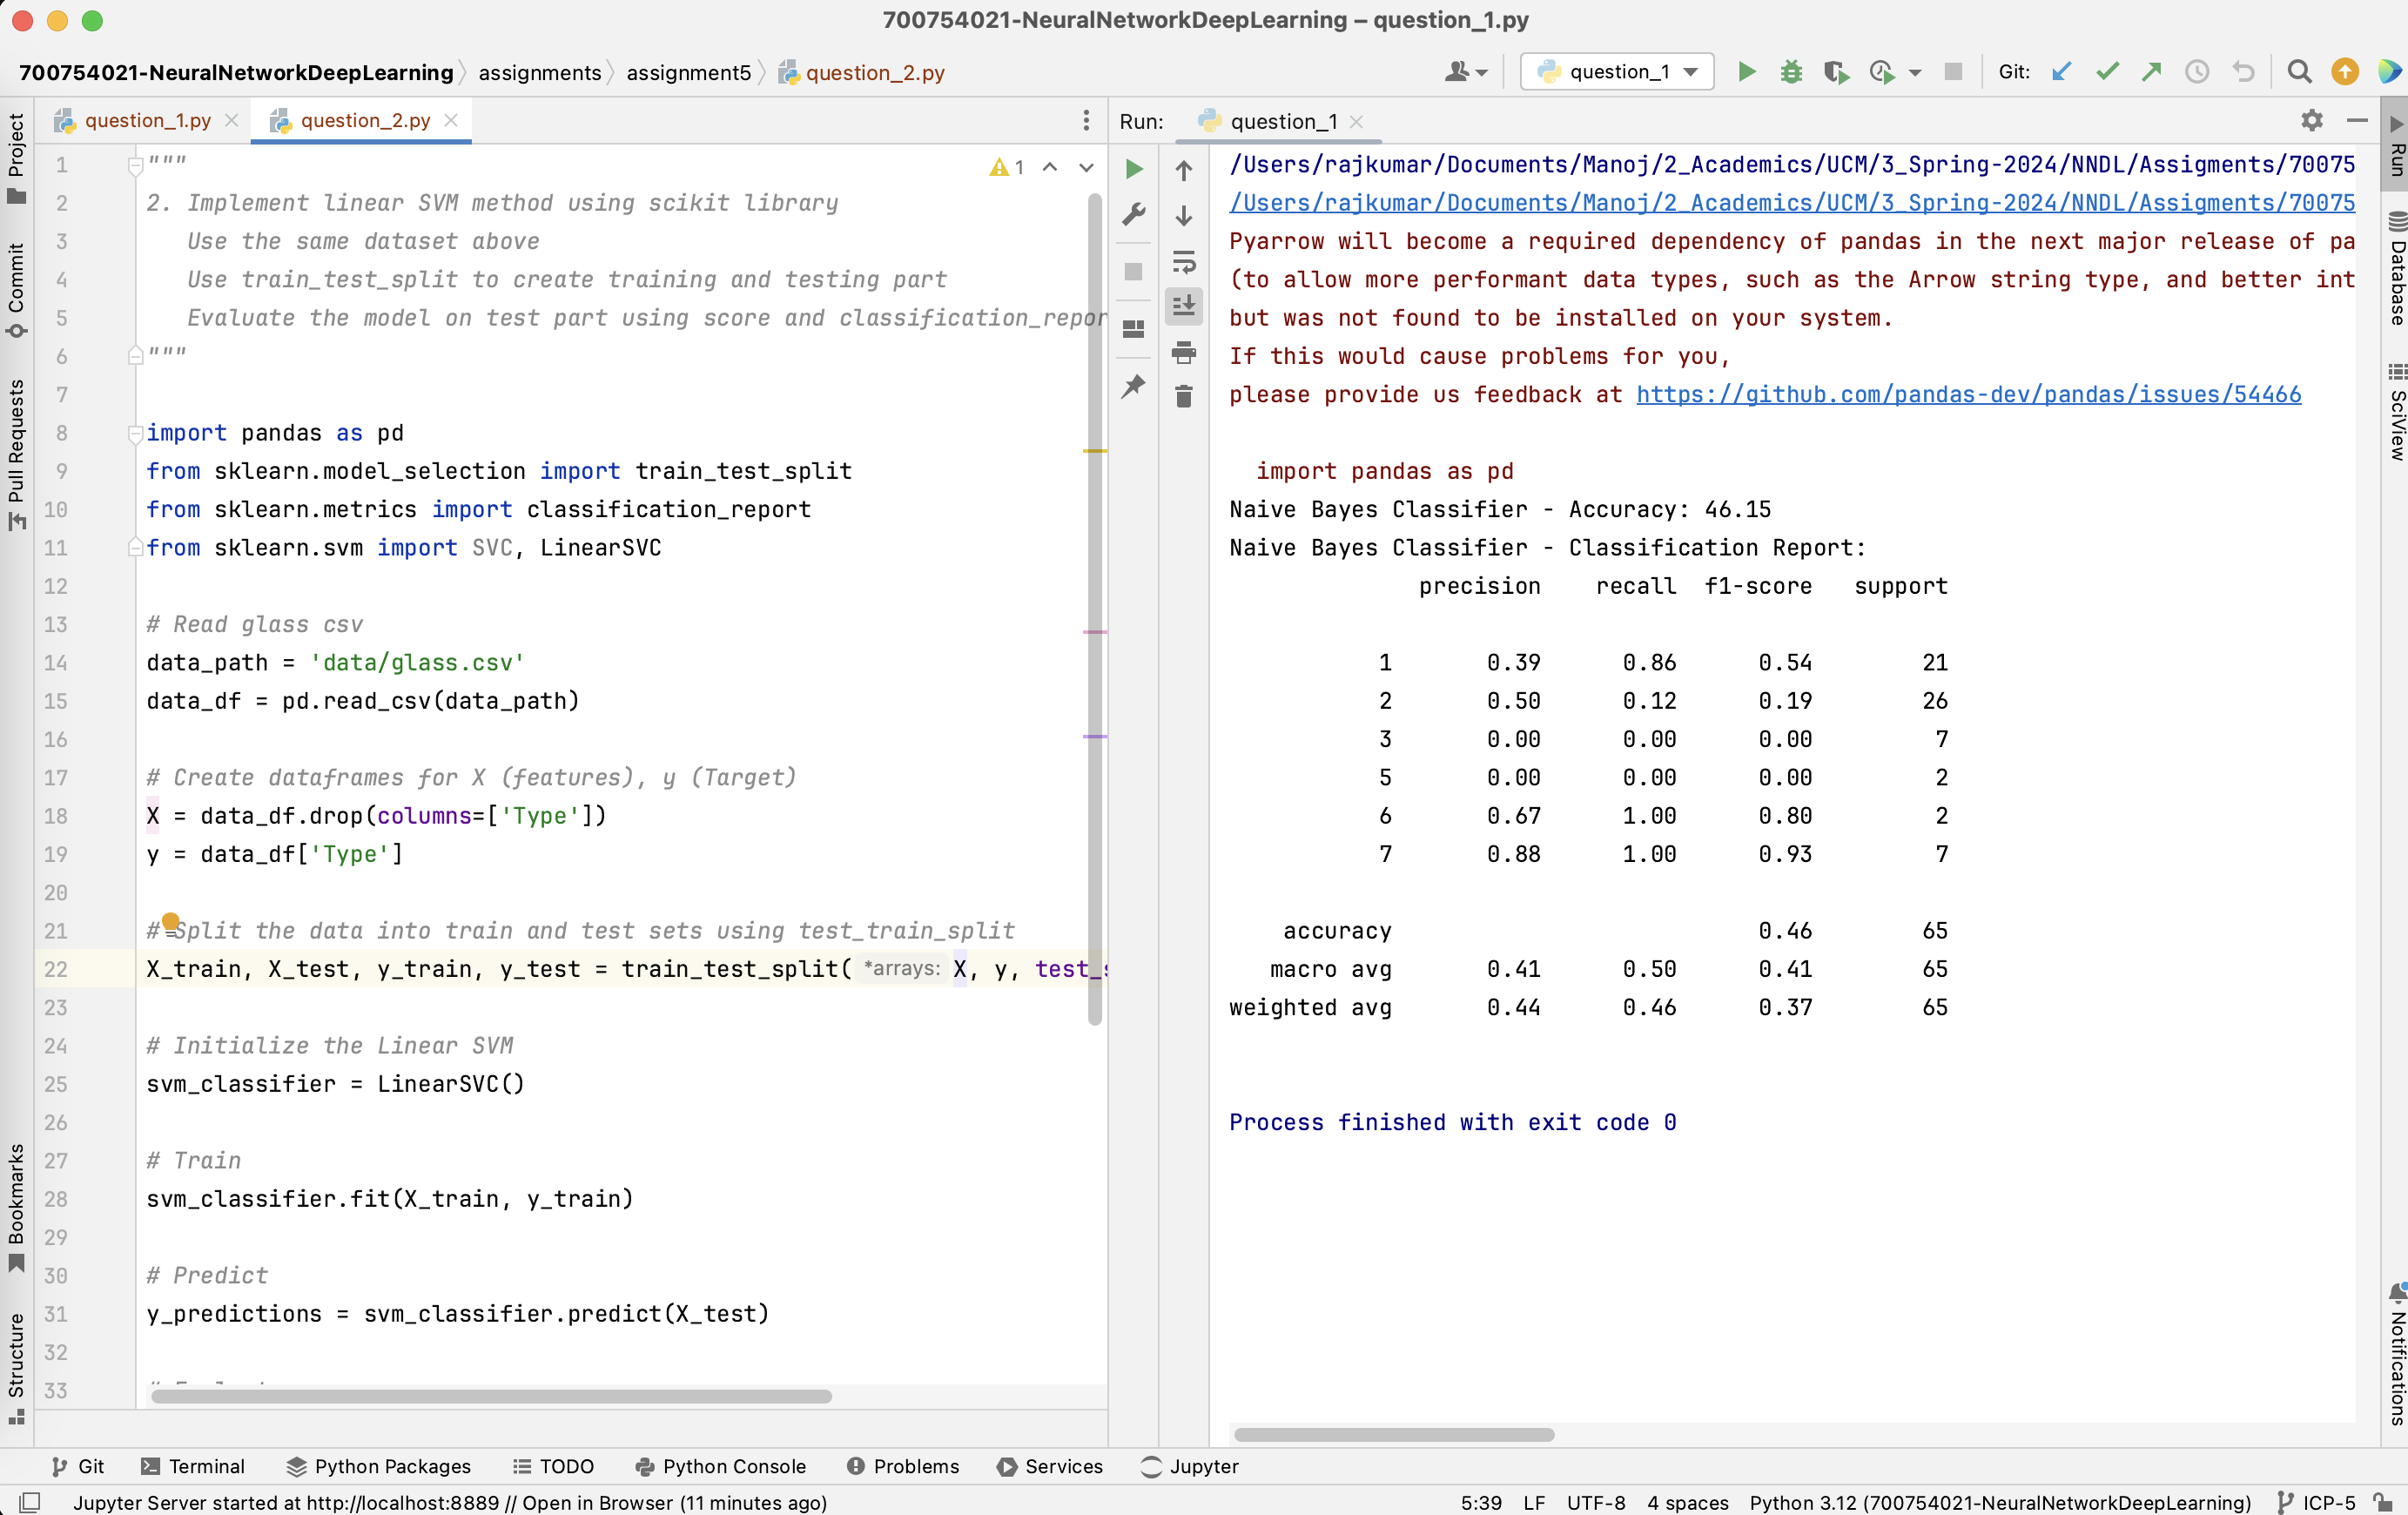 700754021-NeuralNetworkDeepLearning – question_1.py
700754021-NeuralNetworkDeepLearning assignments assignment5 question_2.py
question_1
Git:
question_1.py
question_2.py
Run: question_1
Project
Commit
Pull Requests
Bookmarks
Structure
1 """
2 2. Implement linear SVM method using scikit library
3 Use the same dataset above
4 Use train_test_split to create training and testing part
5 Evaluate the model on test part using score and classification_repor
6 """
7
8 import pandas as pd
9 from sklearn.model_selection import train_test_split
10 from sklearn.metrics import classification_report
11 from sklearn.svm import SVC, LinearSVC
12
13 # Read glass csv
14 data_path = 'data/glass.csv'
15 data_df = pd.read_csv(data_path)
16
17 # Create dataframes for X (features), y (Target)
18 X = data_df.drop(columns=['Type'])
19 y = data_df['Type']
20
21 # Split the data into train and test sets using test_train_split
22 X_train, X_test, y_train, y_test = train_test_split( *arrays: X, y, test_s
23
24 # Initialize the Linear SVM
25 svm_classifier = LinearSVC()
26
27 # Train
28 svm_classifier.fit(X_train, y_train)
29
30 # Predict
31 y_predictions = svm_classifier.predict(X_test)
32
33
1
/Users/rajkumar/Documents/Manoj/2_Academics/UCM/3_Spring-2024/NNDL/Assigments/70075
/Users/rajkumar/Documents/Manoj/2_Academics/UCM/3_Spring-2024/NNDL/Assigments/70075
Pyarrow will become a required dependency of pandas in the next major release of pa
(to allow more performant data types, such as the Arrow string type, and better int
but was not found to be installed on your system.
If this would cause problems for you,
please provide us feedback at https://github.com/pandas-dev/pandas/issues/54466
import pandas as pd
Naive Bayes Classifier - Accuracy: 46.15
Naive Bayes Classifier - Classification Report:
precision recall f1-score support
1 0.39 0.86 0.54 21
2 0.50 0.12 0.19 26
3 0.00 0.00 0.00 7
5 0.00 0.00 0.00 2
6 0.67 1.00 0.80 2
7 0.88 1.00 0.93 7
accuracy 0.46 65
macro avg 0.41 0.50 0.41 65
weighted avg 0.44 0.46 0.37 65
Process finished with exit code 0
Run
Database
SciView
Notifications
Git Terminal Python Packages TODO Python Console Problems Services Jupyter
Jupyter Server started at http://localhost:8889 // Open in Browser (11 minutes ago)
5:39 LF UTF-8 4 spaces Python 3.12 (700754021-NeuralNetworkDeepLearning) ICP-5